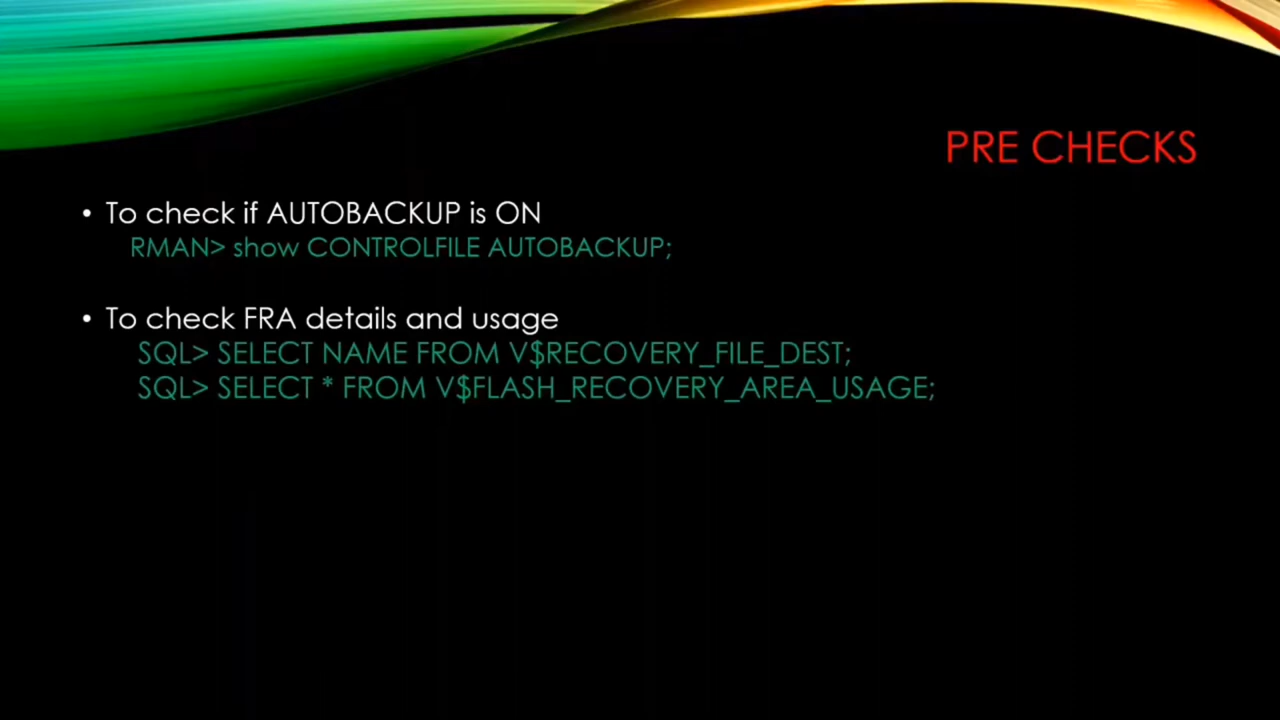 PRE CHECKS
• To check if AUTOBACKUP is ON
RMAN> show CONTROLFILE AUTOBACKUP;
• To check FRA details and usage
SQL> SELECT NAME FROM V$RECOVERY_FILE_DEST;
SQL> SELECT * FROM V$FLASH_RECOVERY_AREA_USAGE;